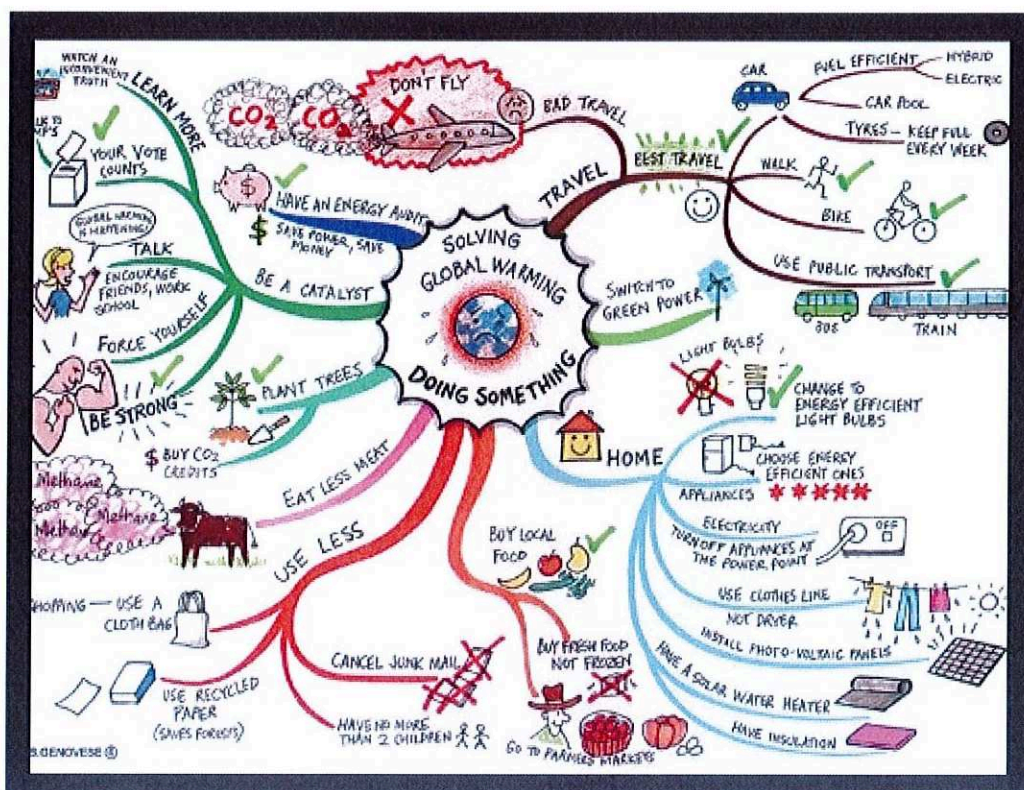 SOLVING
GLOBAL WARMING
DOING SOMETHING
TRAVEL
BAD TRAVEL
DON'T FLY
CO2
CO2
BEST TRAVEL
CAR
FUEL EFFICIENT
HYBRID
ELECTRIC
CAR POOL
TYRES – KEEP FULL
EVERY WEEK
WALK
BIKE
USE PUBLIC TRANSPORT
BUS
TRAIN
SWITCH TO
GREEN POWER
HOME
LIGHT BULBS
CHANGE TO
ENERGY EFFICIENT
LIGHT BULBS
CHOOSE ENERGY
EFFICIENT ONES
APPLIANCES
ELECTRICITY
TURN OFF APPLIANCES AT
THE POWER POINT
OFF
USE CLOTHES LINE
NOT DRYER
INSTALL PHOTO-VOLTAIC PANELS
HAVE A SOLAR WATER HEATER
HAVE INSULATION
BUY LOCAL
FOOD
BUY FRESH FOOD
NOT FROZEN
GO TO FARMERS MARKETS
USE LESS
CANCEL JUNK MAIL
HAVE NO MORE
THAN 2 CHILDREN
USE RECYCLED
PAPER
(SAVES FORESTS)
SHOPPING — USE A
CLOTH BAG
EAT LESS MEAT
Methane
Methane
PLANT TREES
$ BUY CO2
CREDITS
BE A CATALYST
LEARN MORE
WATCH AN
INCONVENIENT
TRUTH
YOUR VOTE
COUNTS
TALK
GLOBAL WARMING
IS HAPPENING!
ENCOURAGE
FRIENDS, WORK
SCHOOL
FORCE YOURSELF
BE STRONG
HAVE AN ENERGY AUDIT
$
$ SAVE POWER, SAVE
MONEY
S.GENOVESE